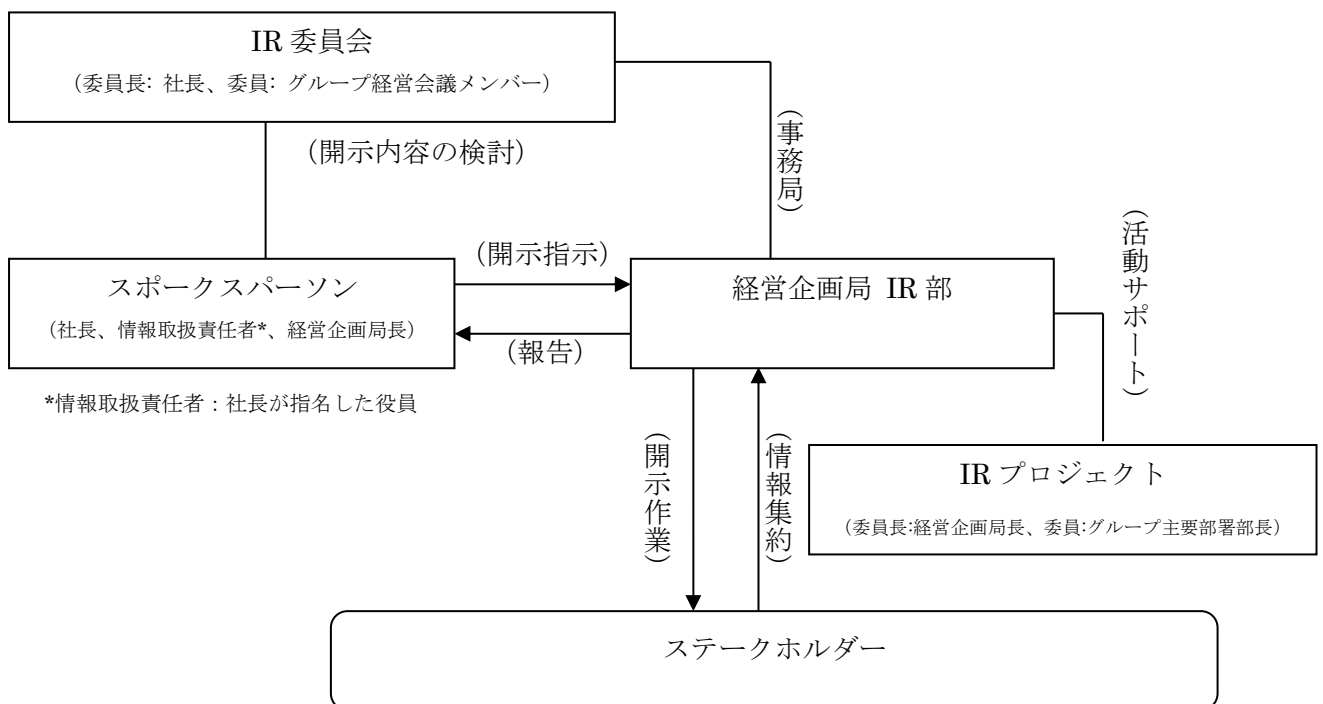 IR 委員会
（委員長: 社長、委員: グループ経営会議メンバー）
（事務局）
（開示内容の検討）
（活動サポート）
（開示指示）
スポークスパーソン
（社長、情報取扱責任者*、経営企画局長）
経営企画局 IR 部
（報告）
*情報取扱責任者：社長が指名した役員
（開示作業）
（情報集約）
IR プロジェクト
（委員長:経営企画局長、委員:グループ主要部署部長）
ステークホルダー